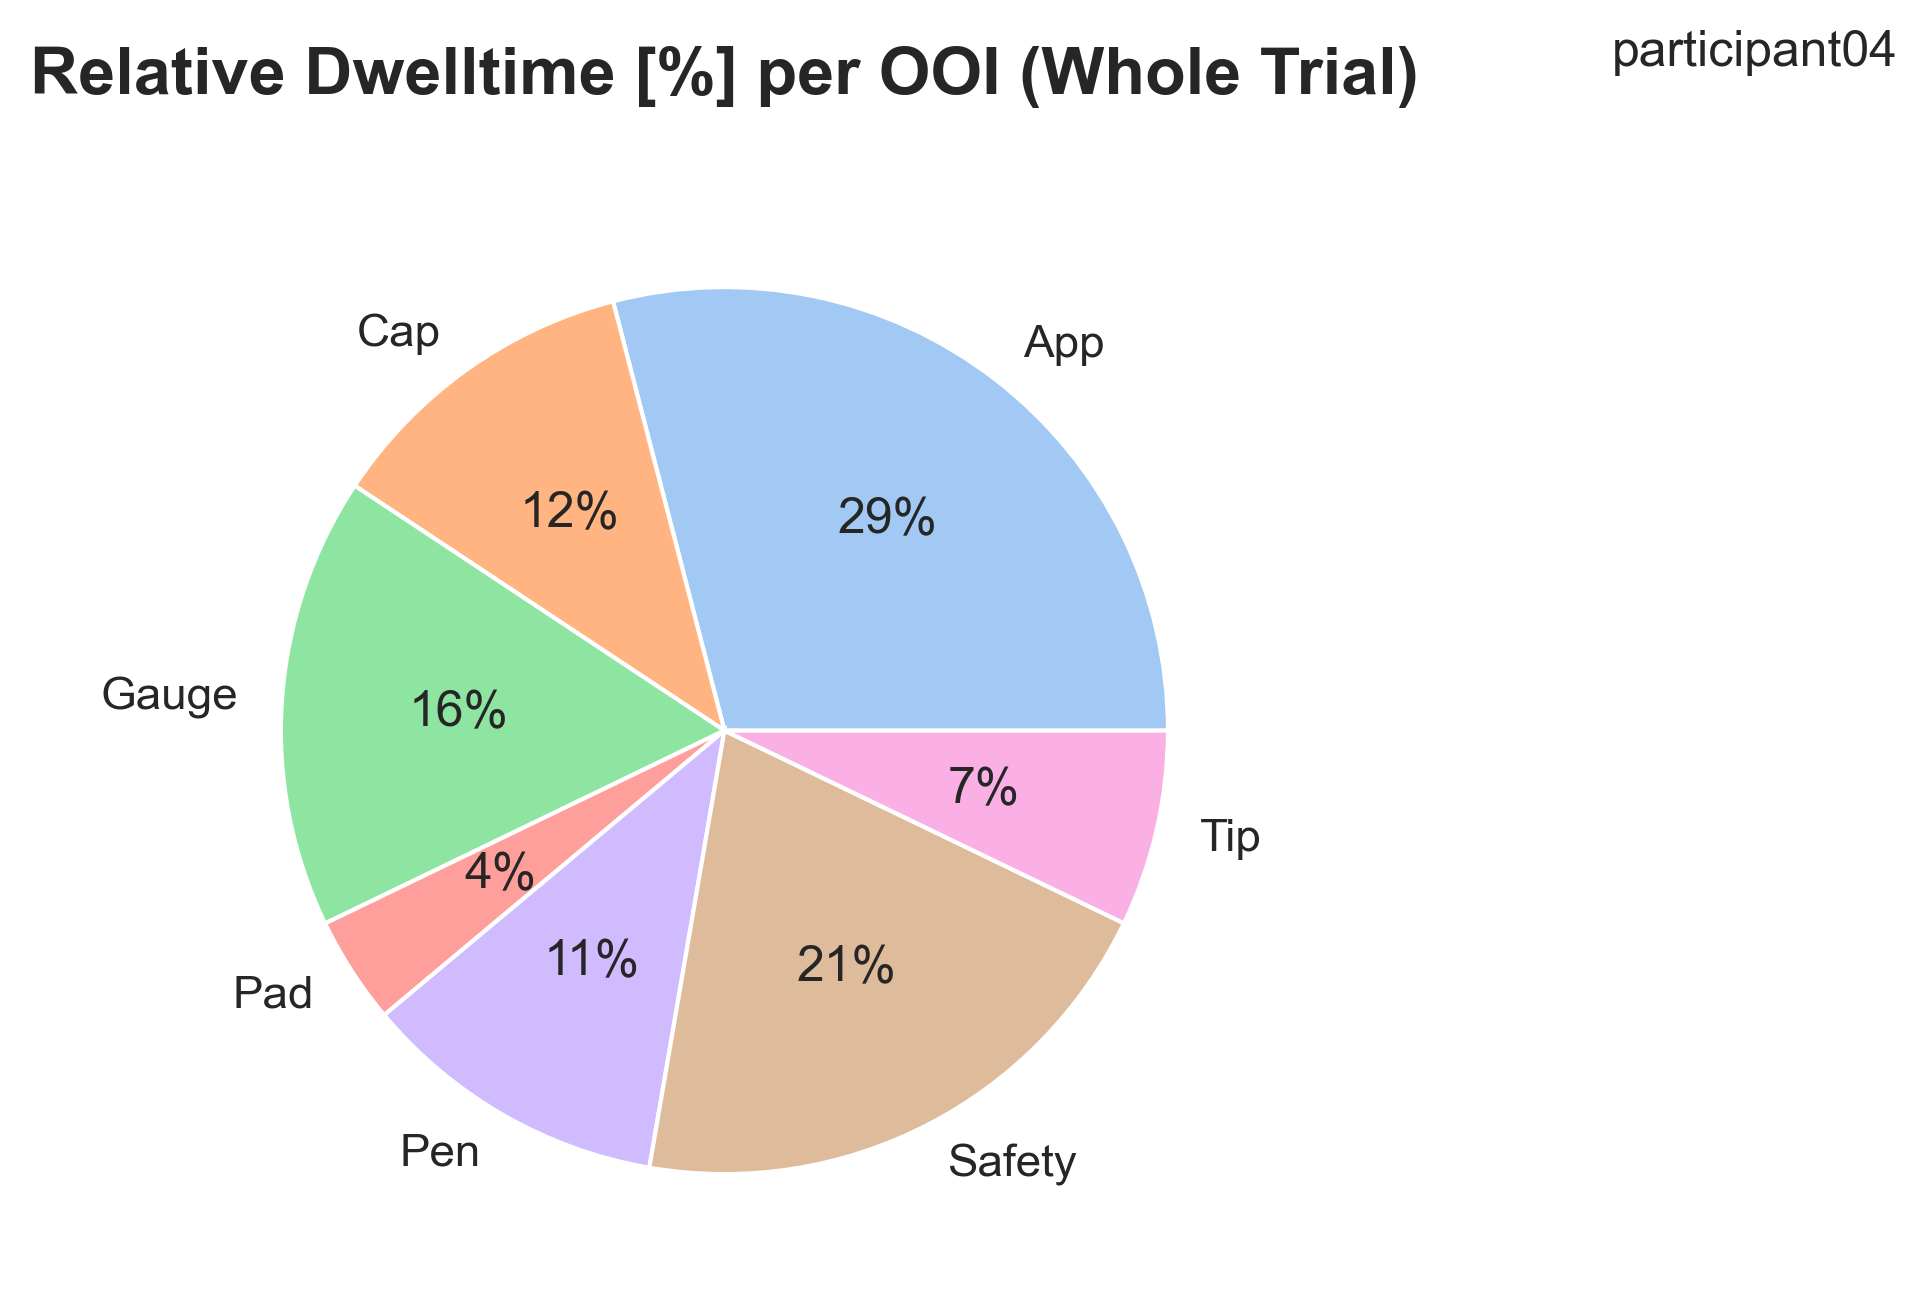 Relative Dwelltime [%] per OOI (Whole Trial)
participant04
App
29%
Cap
12%
Gauge
16%
Pad
4%
Pen
11%
Safety
21%
Tip
7%